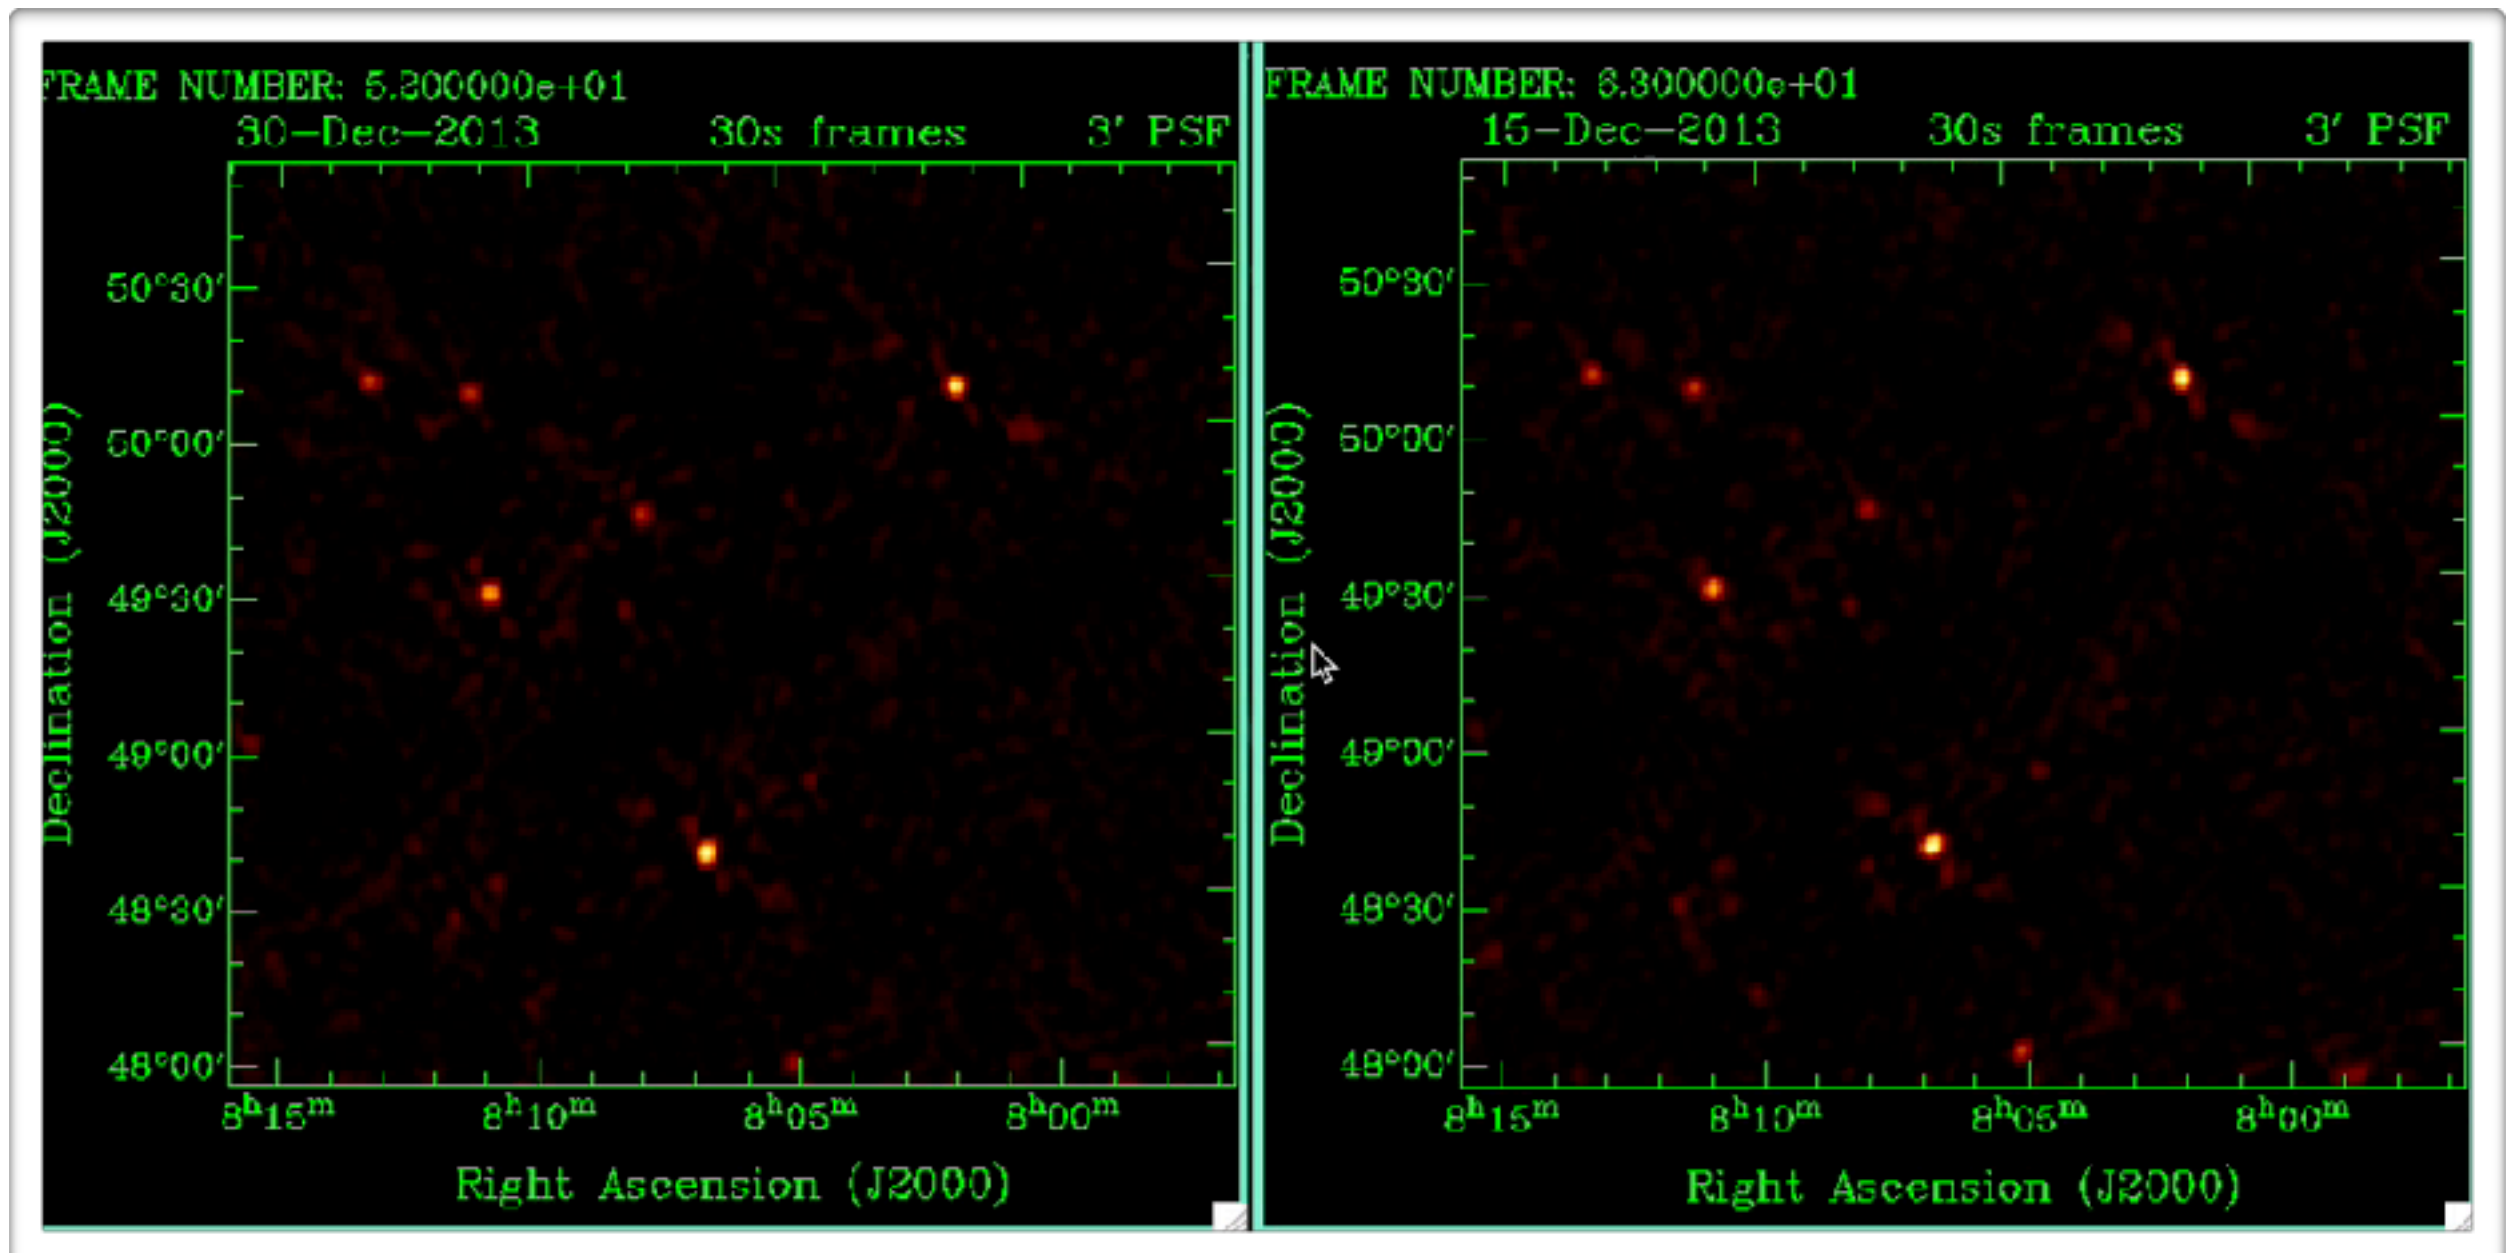 FRAME NUMBER: 5.200000e+01
30-Dec-2013 30s frames 3' PSF
Declination (J2000)
50°30'
50°00'
49°30'
49°00'
48°30'
48°00'
8h15m 8h10m 8h05m 8h00m
Right Ascension (J2000)
FRAME NUMBER: 6.300000e+01
15-Dec-2013 30s frames 3' PSF
Declination (J2000)
50°30'
50°00'
49°30'
49°00'
48°30'
48°00'
8h15m 8h10m 8h05m 8h00m
Right Ascension (J2000)